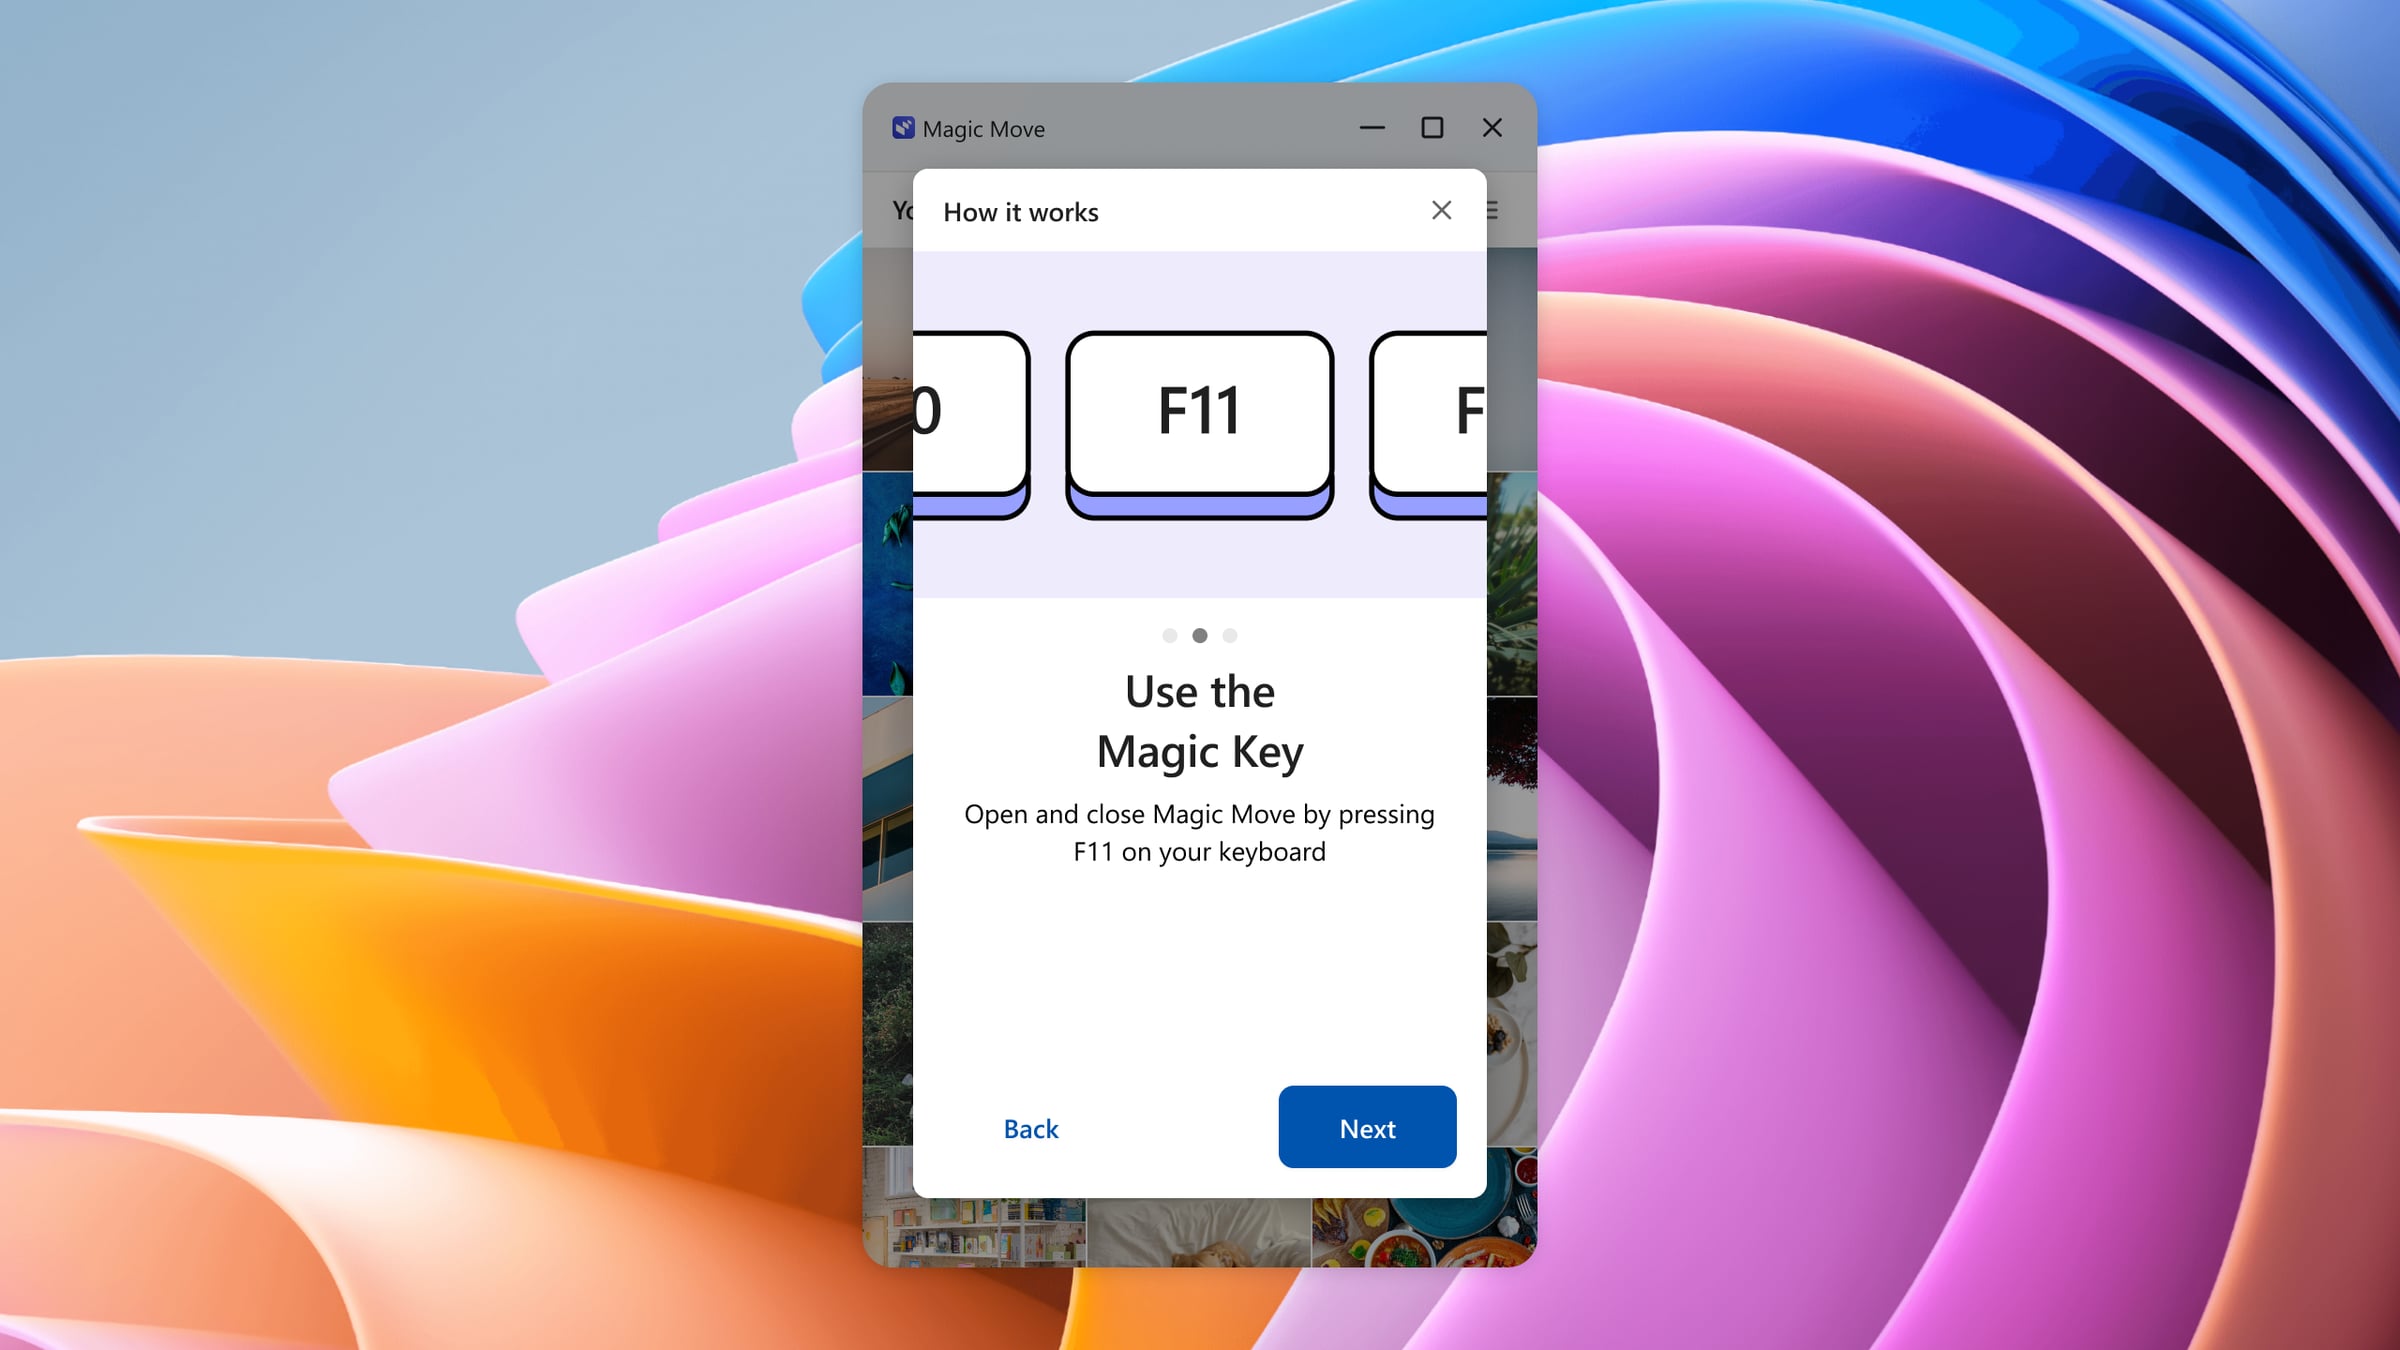 Magic Move
How it works
0
F11
F
Use the
Magic Key
Open and close Magic Move by pressing
F11 on your keyboard
Back
Next